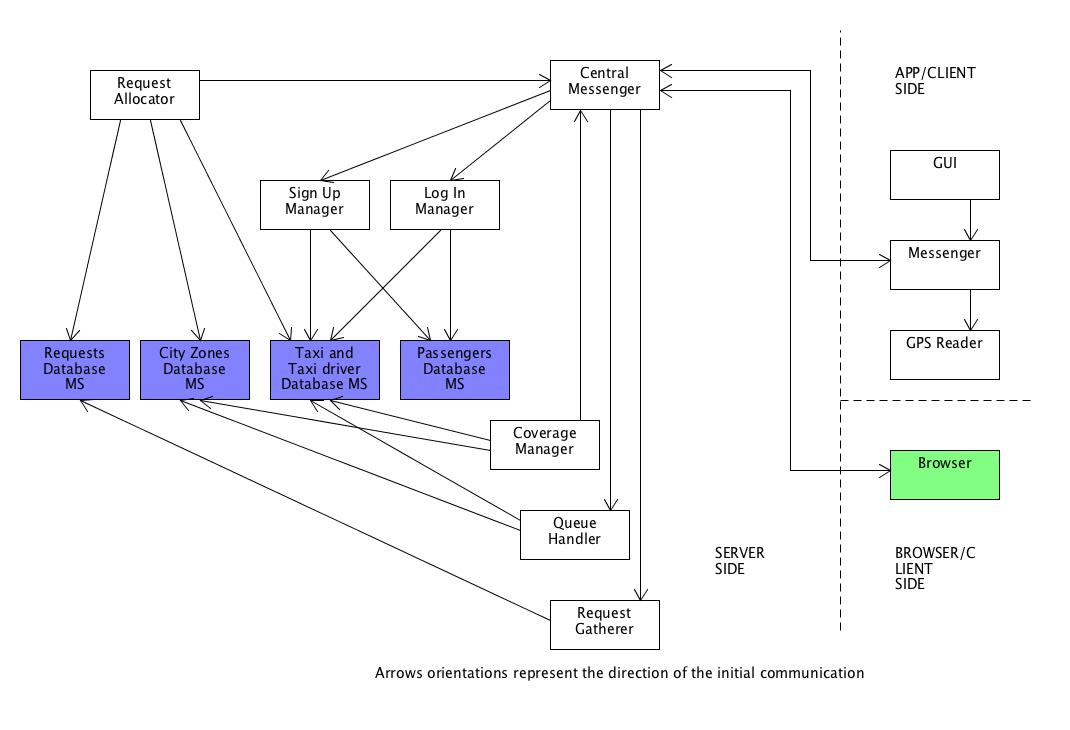 Request
Allocator
Central
Messenger
APP/CLIENT
SIDE
GUI
Sign Up
Manager
Log In
Manager
Messenger
GPS Reader
Requests
Database
MS
City Zones
Database
MS
Taxi and
Taxi driver
Database MS
Passengers
Database
MS
Coverage
Manager
Browser
Queue
Handler
SERVER
SIDE
BROWSER/C
LIENT
SIDE
Request
Gatherer
Arrows orientations represent the direction of the initial communication